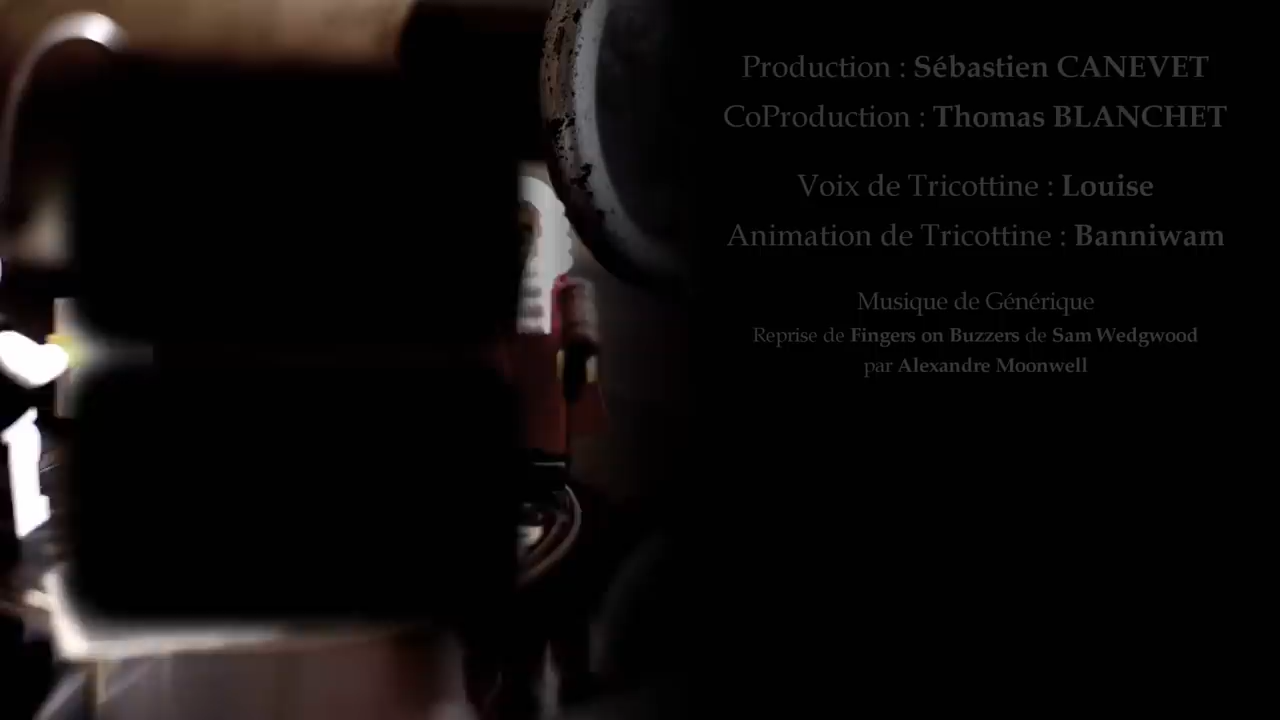 Production : Sébastien CANEVET
CoProduction : Thomas BLANCHET
Voix de Tricottine : Louise
Animation de Tricottine : Banniwam
Musique de Générique
Reprise de Fingers on Buzzers de Sam Wedgwood
par Alexandre Moonwell